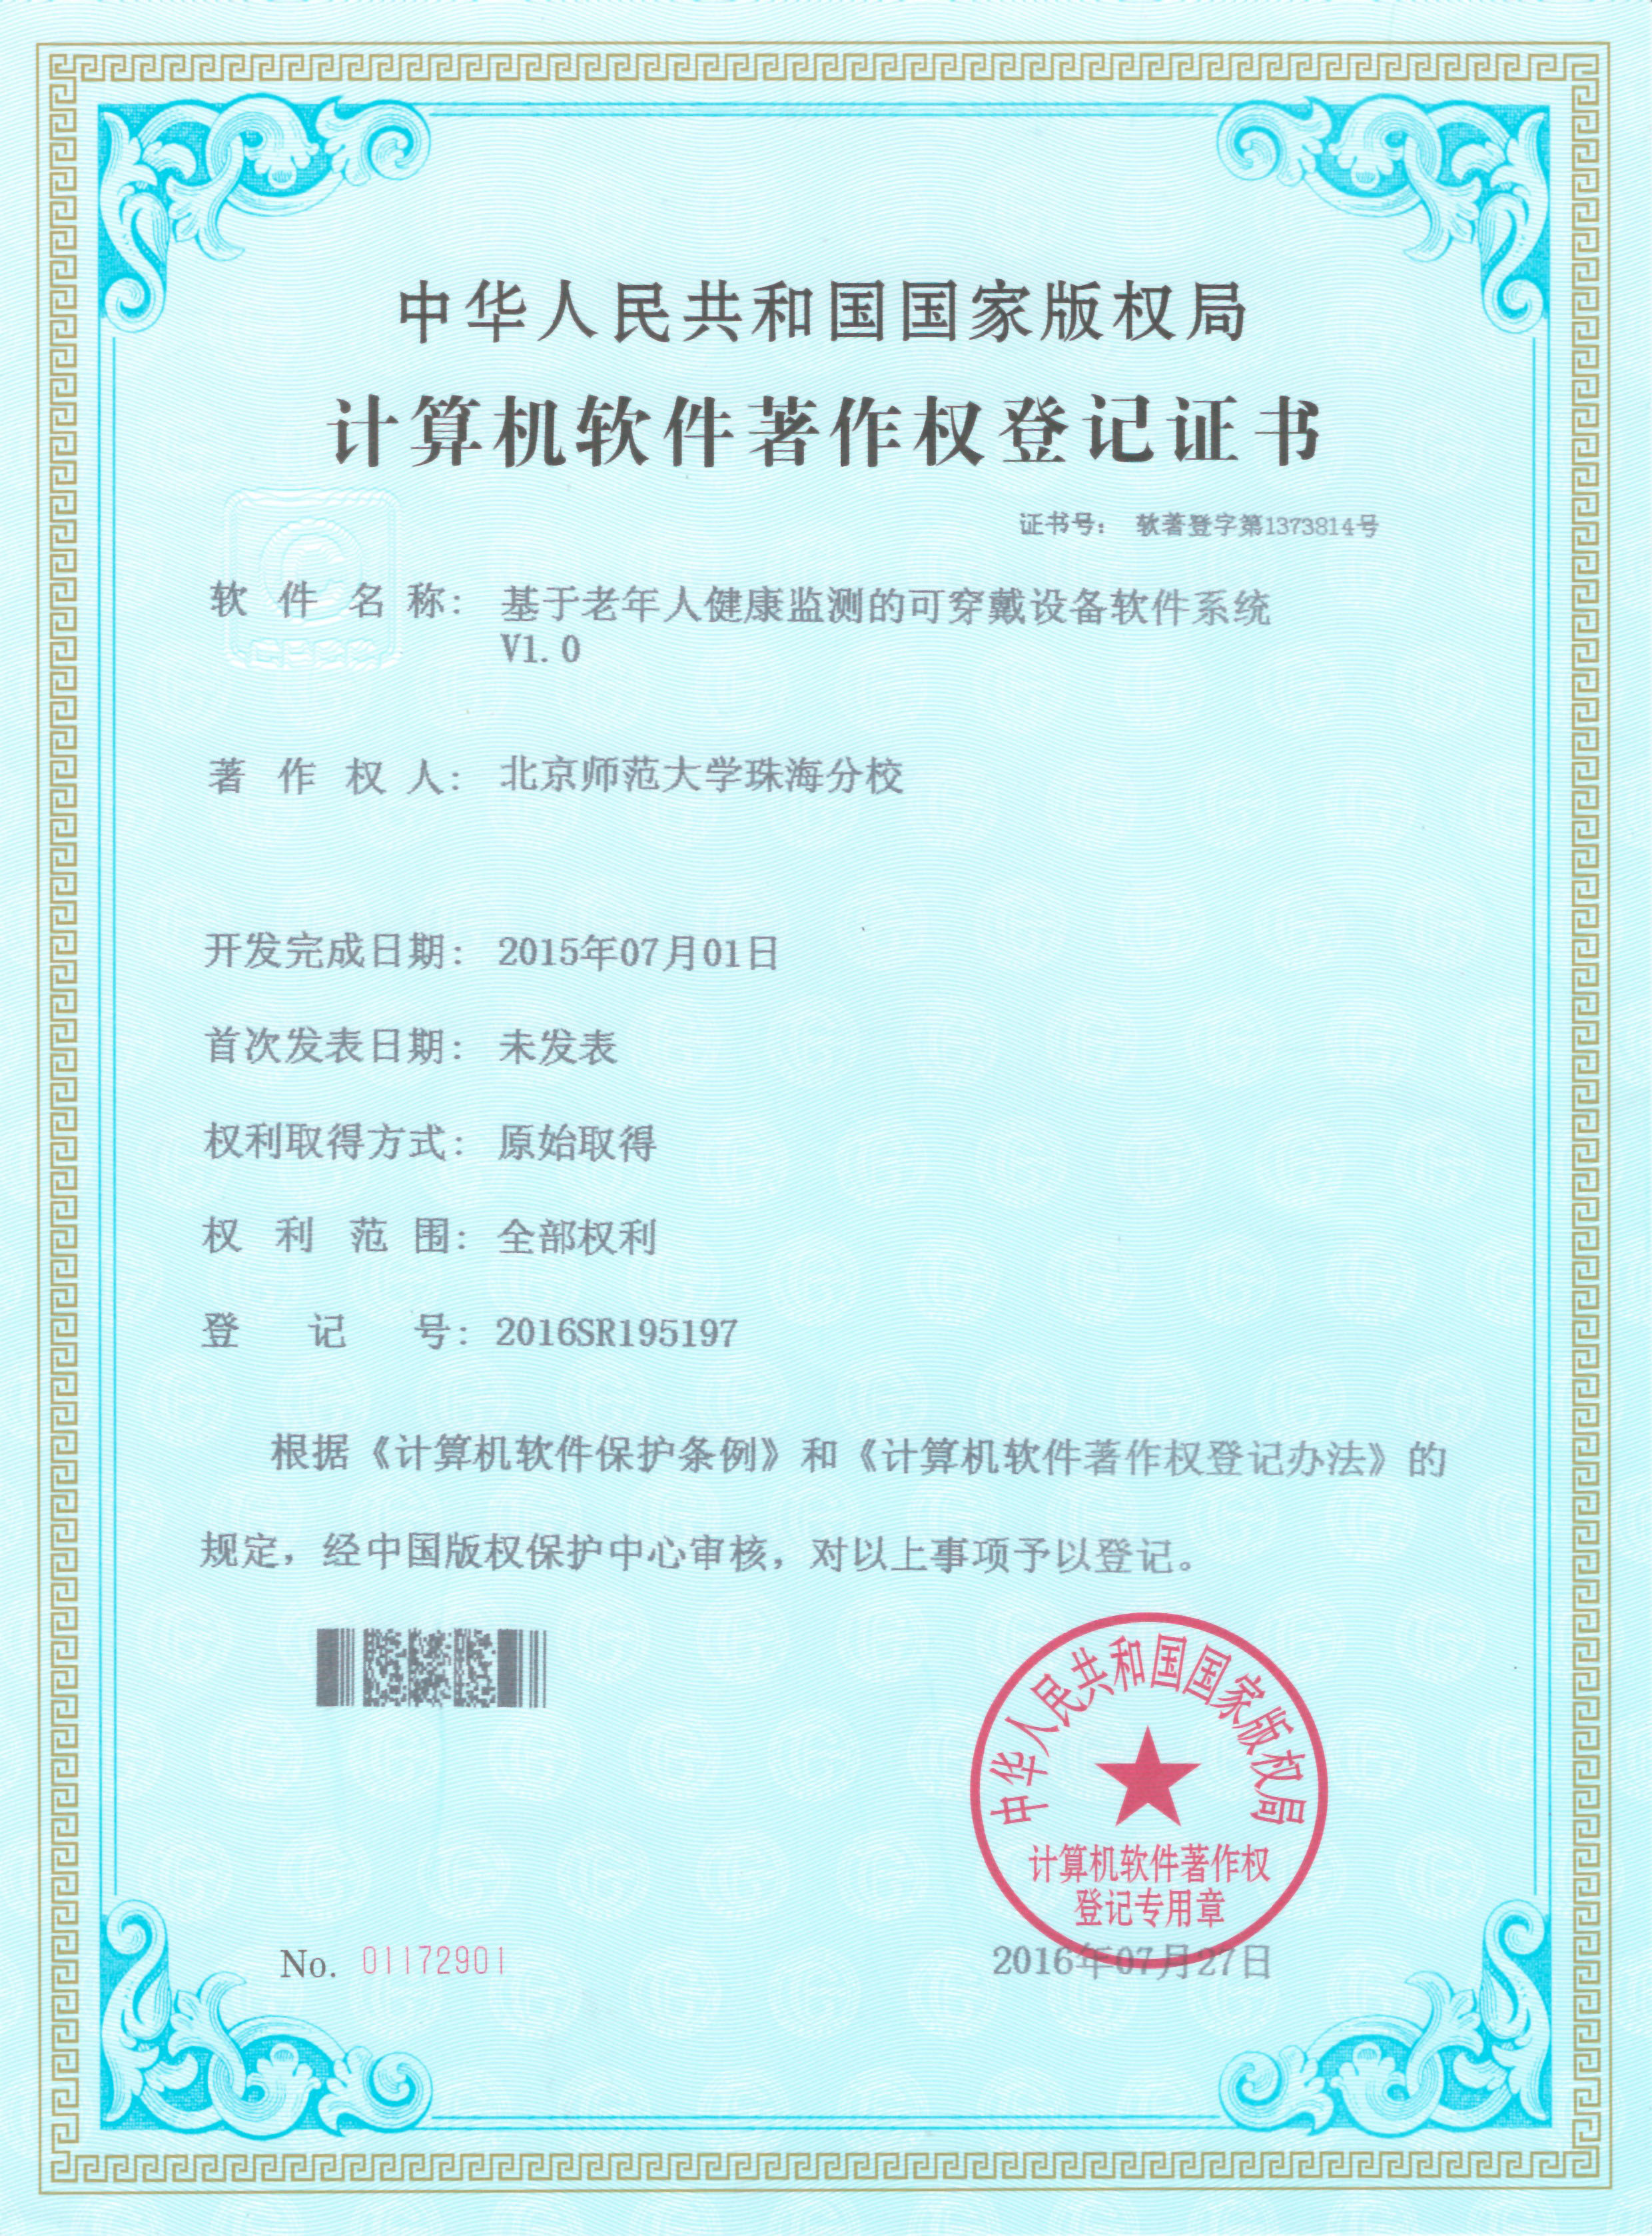 中华人民共和国国家版权局
计算机软件著作权登记证书
证书号： 软著登字第1373814号
软件名称： 基于老年人健康监测的可穿戴设备软件系统
V1.0
著作权人： 北京师范大学珠海分校
开发完成日期： 2015年07月01日
首次发表日期： 未发表
权利取得方式： 原始取得
权利范围： 全部权利
登记号： 2016SR195197
根据《计算机软件保护条例》和《计算机软件著作权登记办法》的
规定，经中国版权保护中心审核，对以上事项予以登记。
中华人民共和国国家版权局
计算机软件著作权
登记专用章
No. 01172901
2016年07月27日